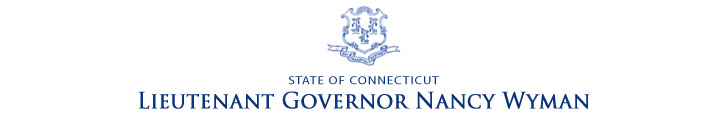 STATE OF CONNECTICUT
LIEUTENANT GOVERNOR NANCY WYMAN